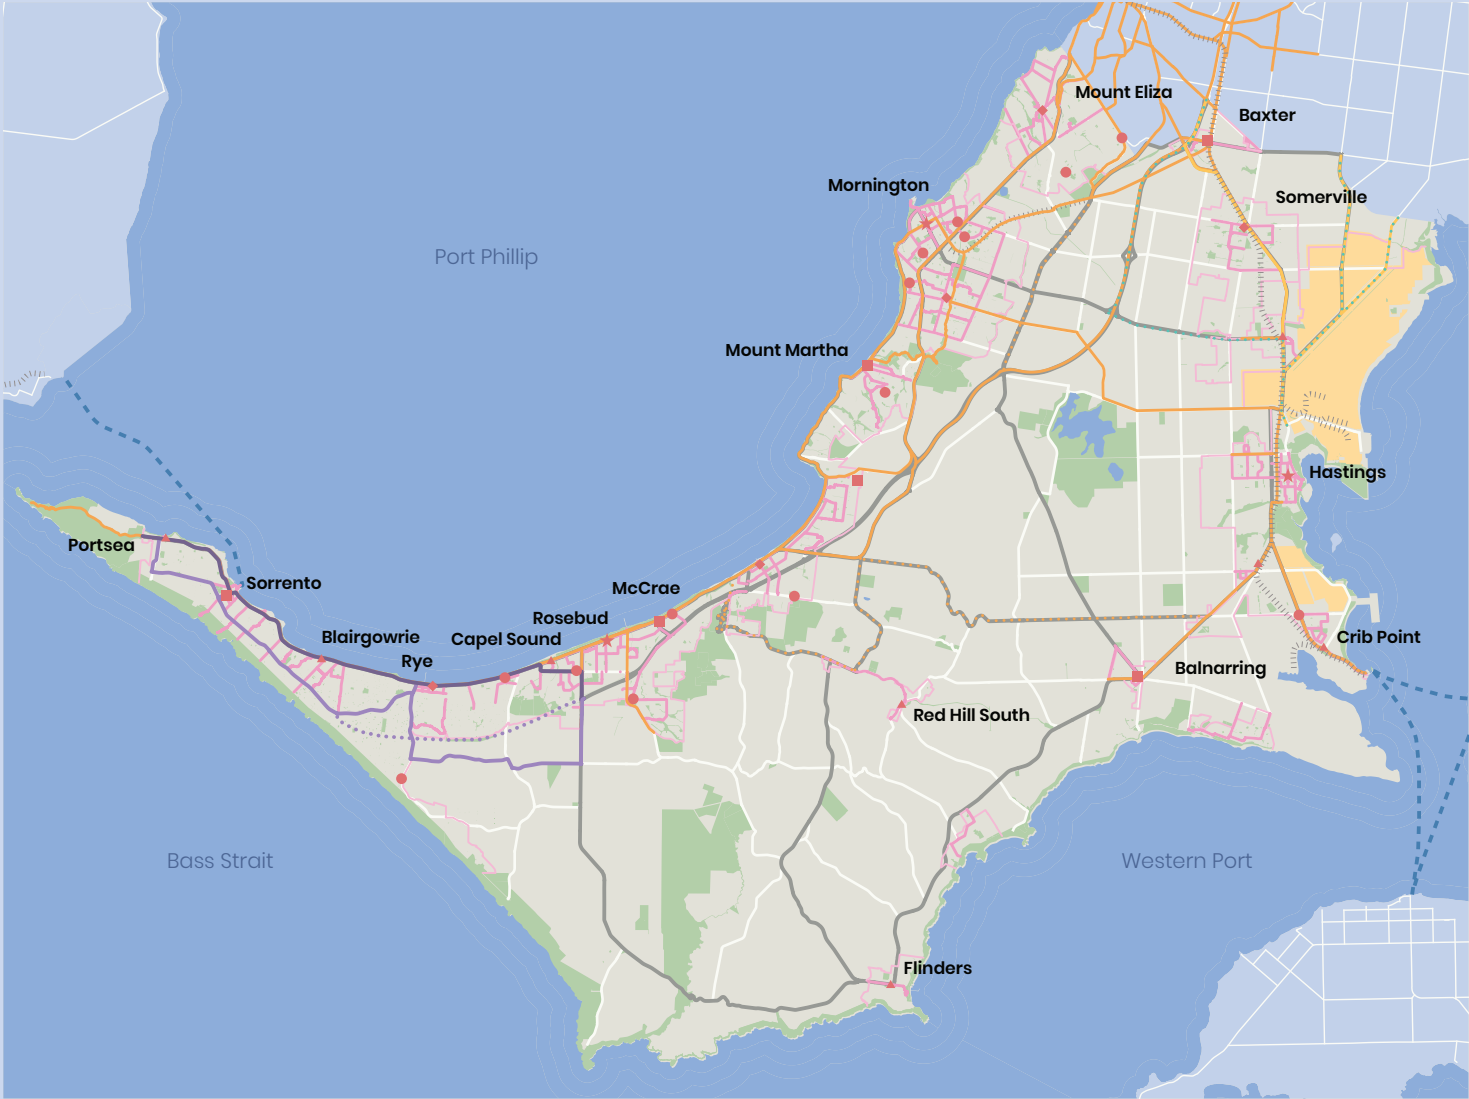 Mount Eliza
Baxter
Mornington
Somerville
Port Phillip
Mount Martha
Hastings
Portsea
Sorrento
McCrae
Rosebud
Blairgowrie
Capel Sound
Crib Point
Rye
Balnarring
Red Hill South
Bass Strait
Western Port
Flinders